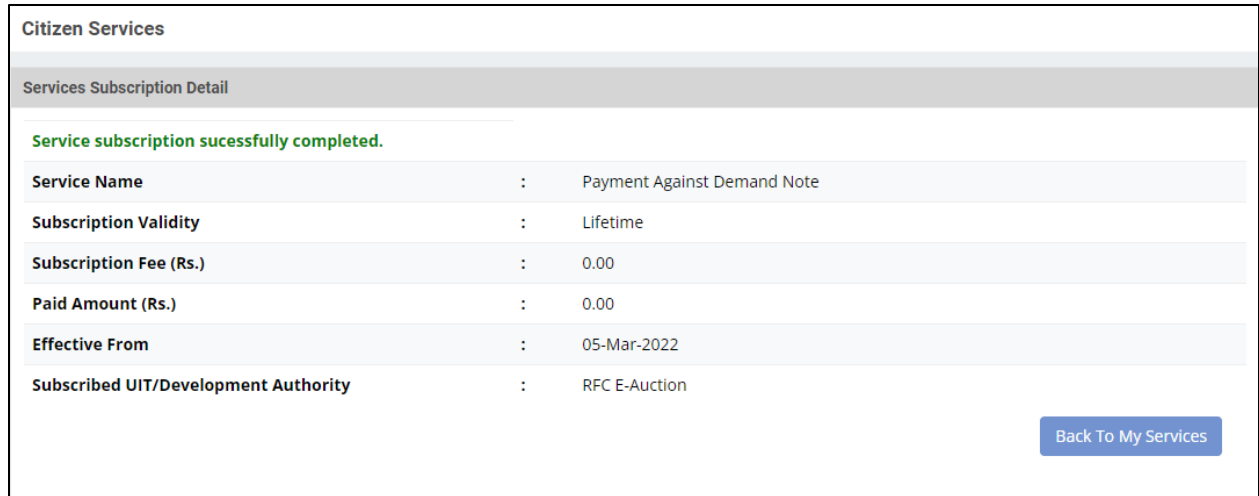 Citizen Services
Services Subscription Detail
Service subscription sucessfully completed.
Service Name : Payment Against Demand Note
Subscription Validity : Lifetime
Subscription Fee (Rs.) : 0.00
Paid Amount (Rs.) : 0.00
Effective From : 05-Mar-2022
Subscribed UIT/Development Authority : RFC E-Auction
Back To My Services